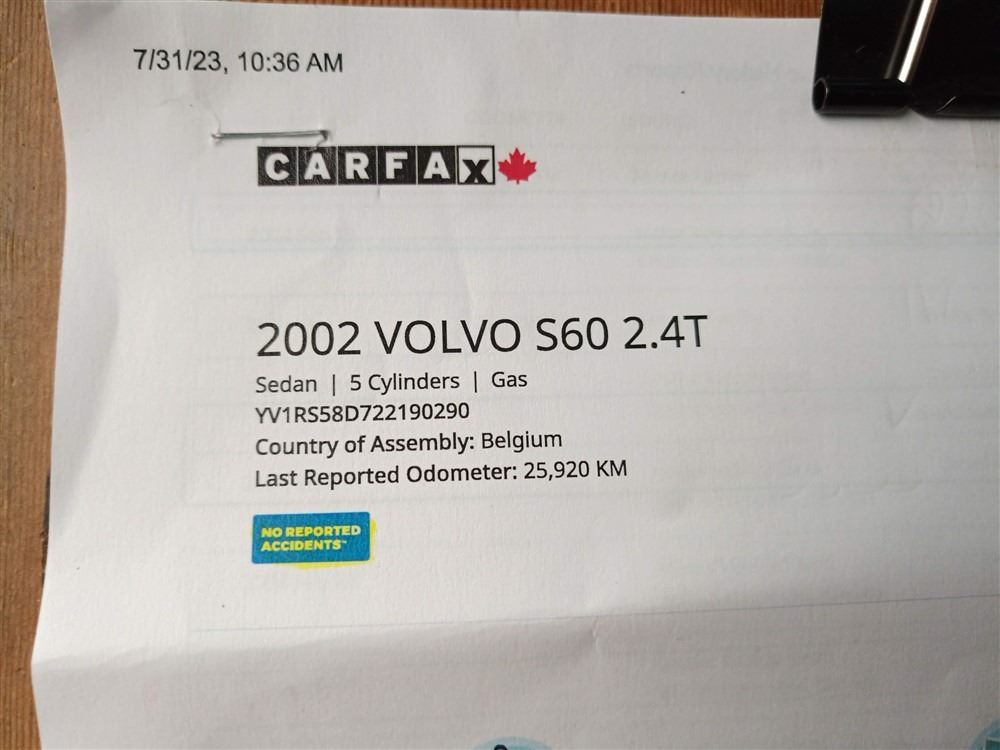 7/31/23, 10:36 AM
CARFAX
2002 VOLVO S60 2.4T
Sedan | 5 Cylinders | Gas
YV1RS58D722190290
Country of Assembly: Belgium
Last Reported Odometer: 25,920 KM
NO REPORTED
ACCIDENTS™